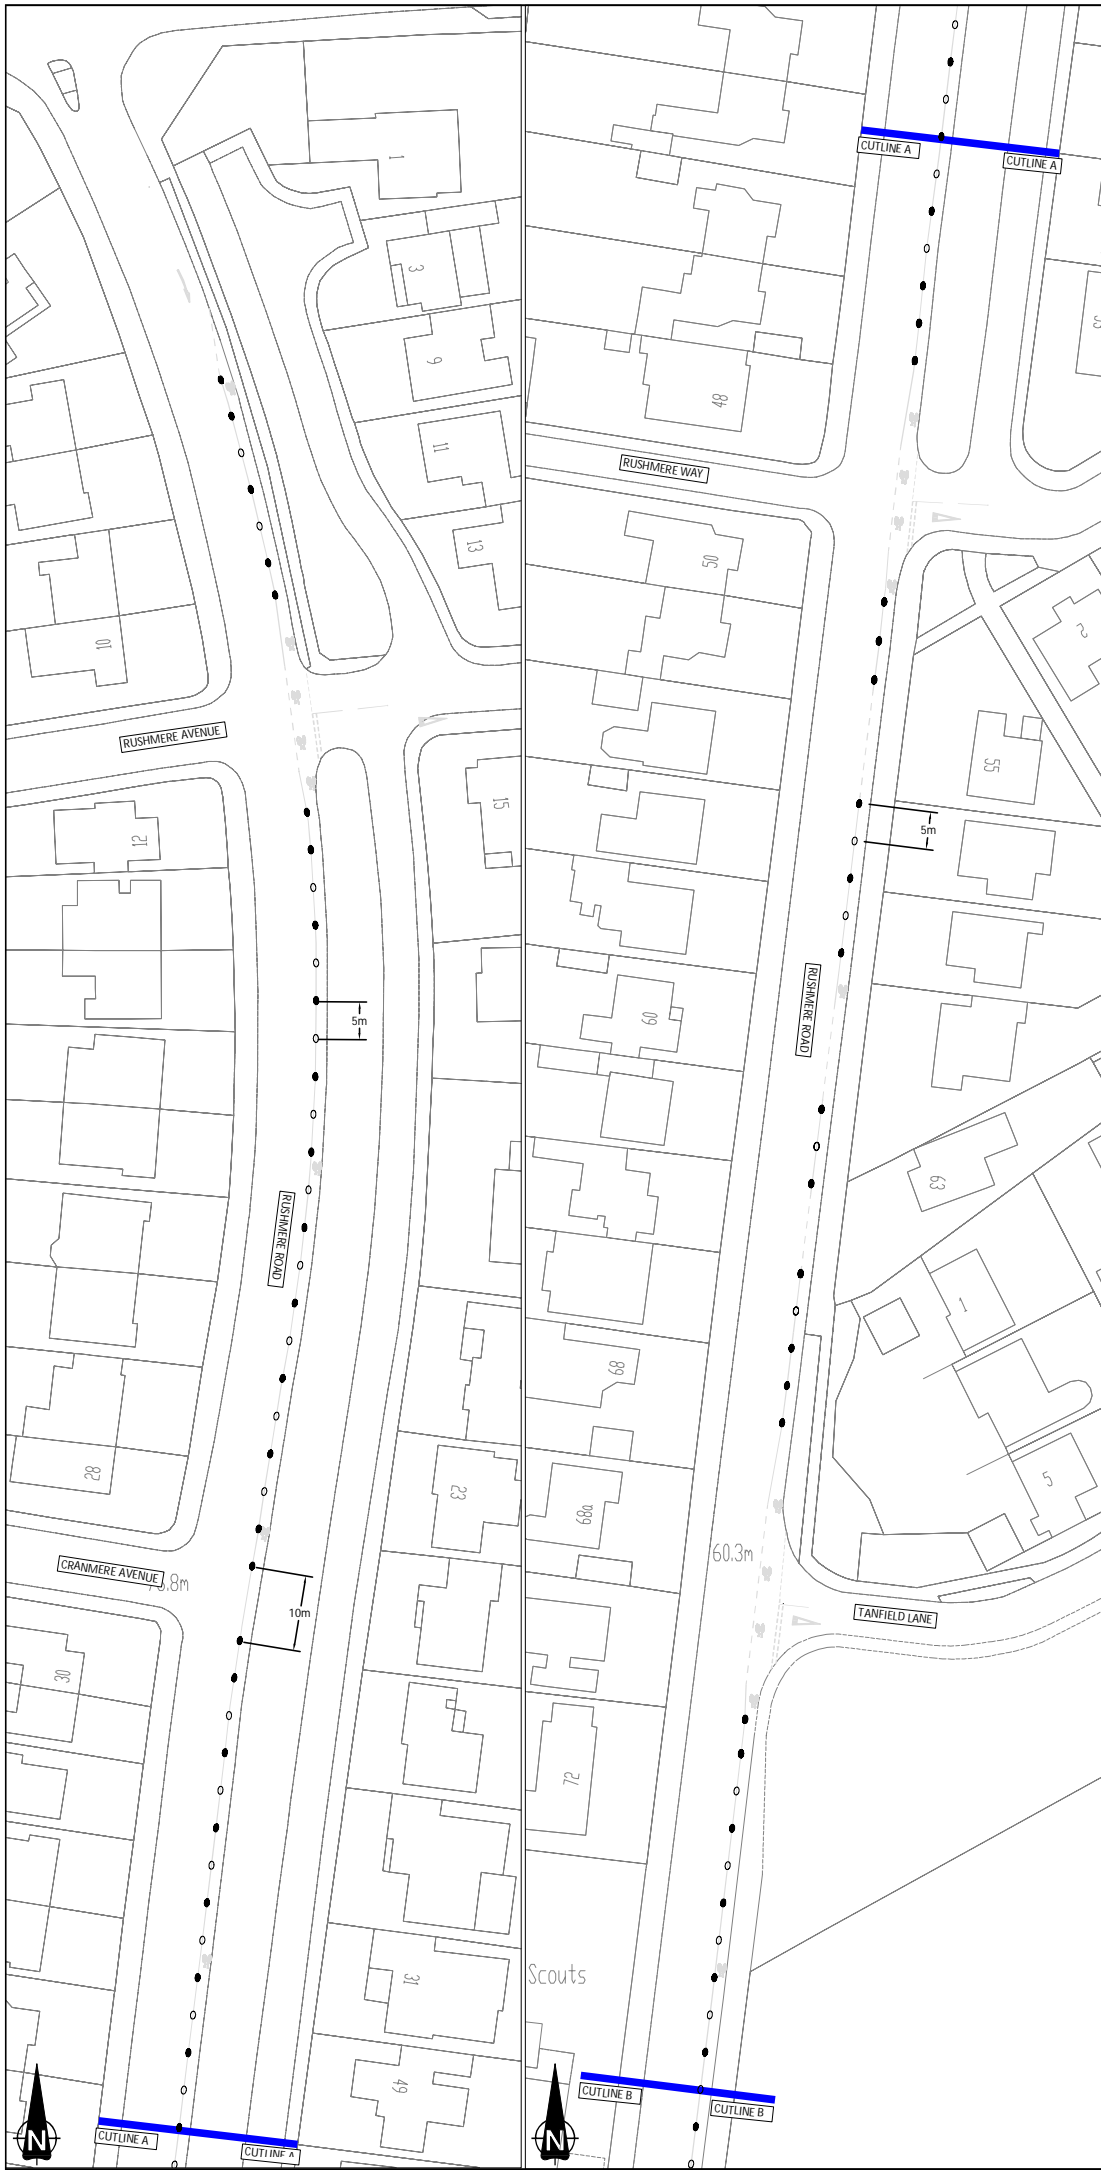 1
3
9
11
13
10
RUSHMERE AVENUE
12
15
5m
RUSHMERE ROAD
28
23
CRANMERE AVENUE
10m
30
31
49
N
CUTLINE A
CUTLINE A
CUTLINE A
CUTLINE A
48
RUSHMERE WAY
50
2
55
5m
RUSHMERE ROAD
60
63
1
68
5
68a
60.3m
TANFIELD LANE
72
Scouts
N
CUTLINE B
CUTLINE B